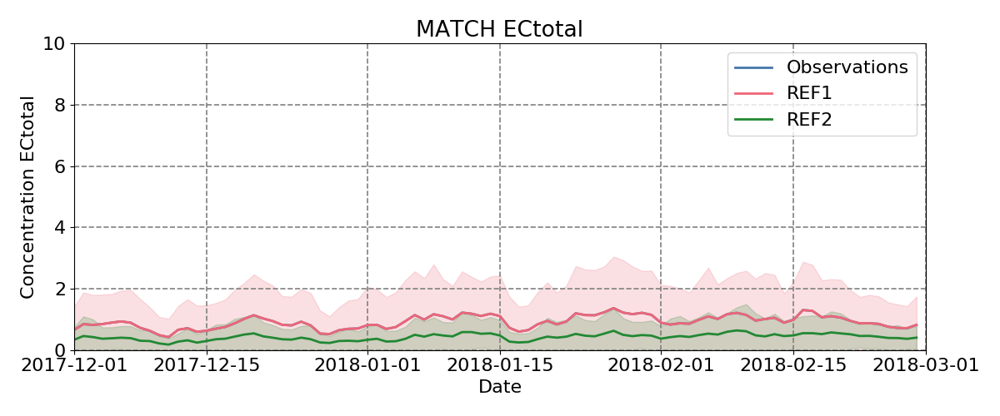 MATCH ECtotal
Concentration ECtotal
10
8
6
4
2
0
Observations
REF1
REF2
2017-12-01 2017-12-15 2018-01-01 2018-01-15 2018-02-01 2018-02-15 2018-03-01
Date